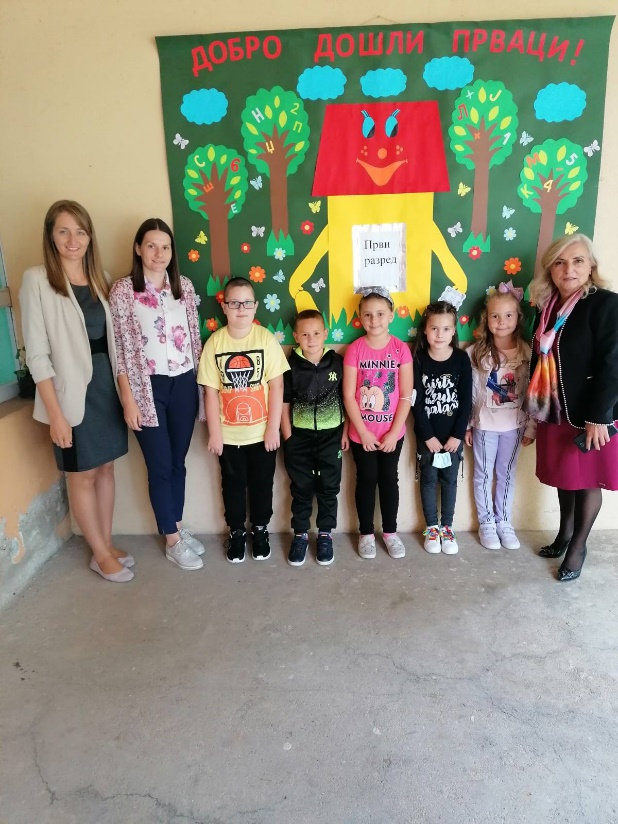 ДОБРО ДОШЛИ ПРВАЦИ!
Први
разред
MINNIE
MOUSE
girls